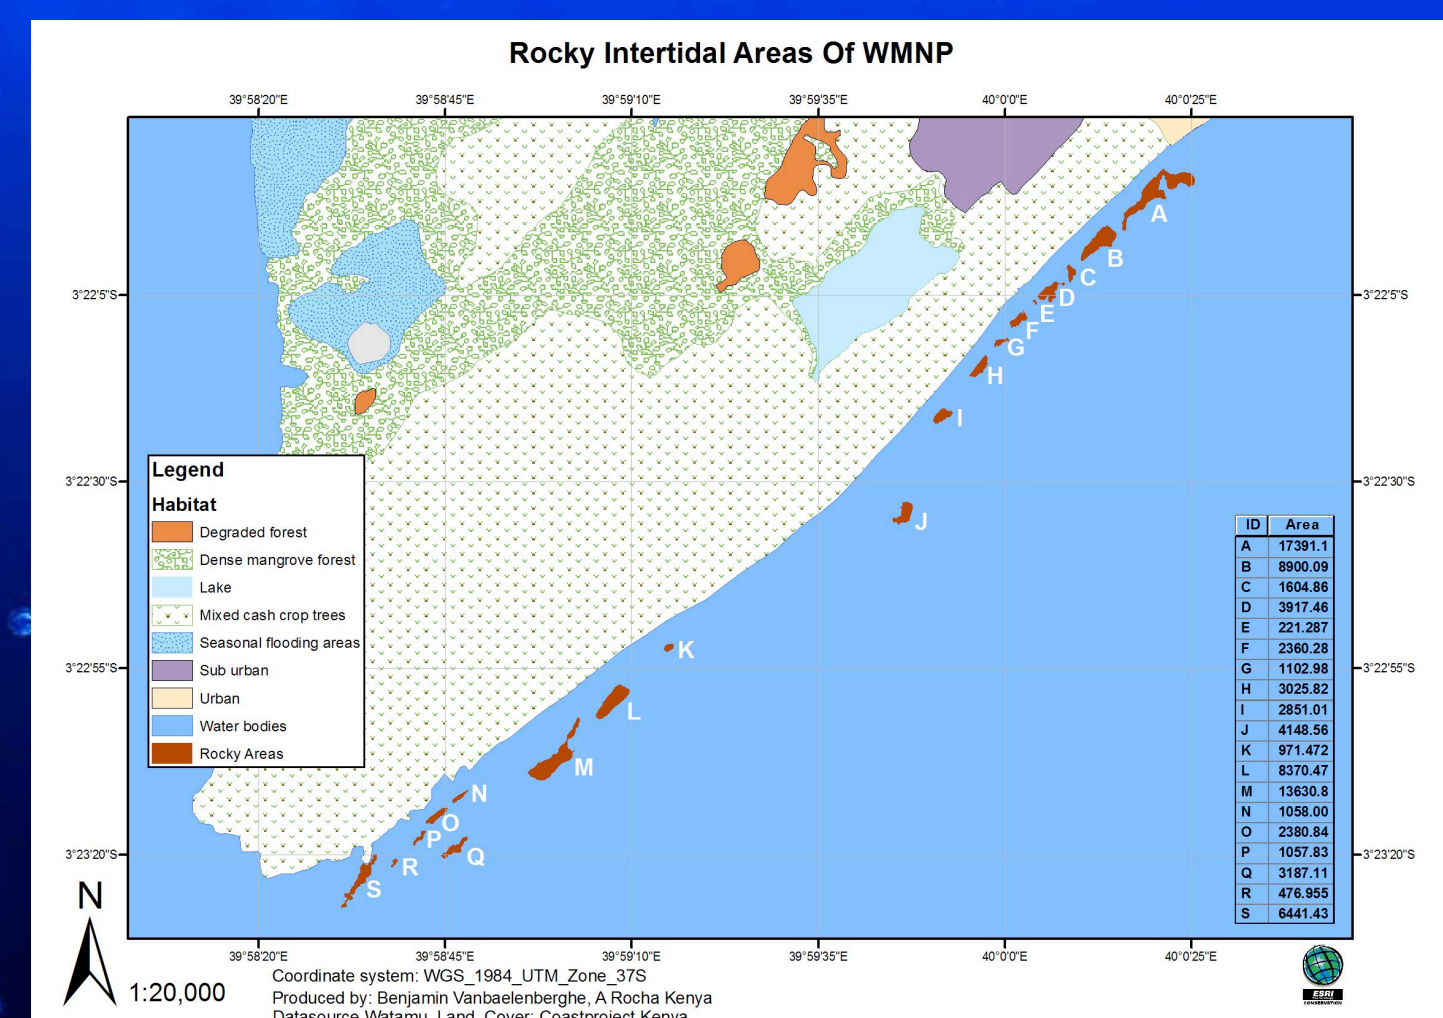 Rocky Intertidal Areas Of WMNP
39°58'20"E 39°58'45"E 39°59'10"E 39°59'35"E 40°0'0"E 40°0'25"E
A
B
C
3°22'5"S 3°22'5"S
D
E
F
G
H
I
Legend
Habitat
Degraded forest
Dense mangrove forest
Lake
Mixed cash crop trees
Seasonal flooding areas
Sub urban
Urban
Water bodies
Rocky Areas
3°22'30"S 3°22'30"S
J
K
3°22'55"S 3°22'55"S
L
M
N
O
P
Q
3°23'20"S 3°23'20"S
R
S
ID Area
A 17391.1
B 8900.09
C 1604.86
D 3917.46
E 221.287
F 2360.28
G 1102.98
H 3025.82
I 2851.01
J 4148.56
K 971.472
L 8370.47
M 13630.8
N 1058.00
O 2380.84
P 1057.83
Q 3187.11
R 476.955
S 6441.43
39°58'20"E 39°58'45"E 39°59'10"E 39°59'35"E 40°0'0"E 40°0'25"E
N
1:20,000
Coordinate system: WGS_1984_UTM_Zone_37S
Produced by: Benjamin Vanbaelenberghe, A Rocha Kenya
Datasource Watamu, Land, Cover: Coastproject Kenya
ESRI
CONSERVATION